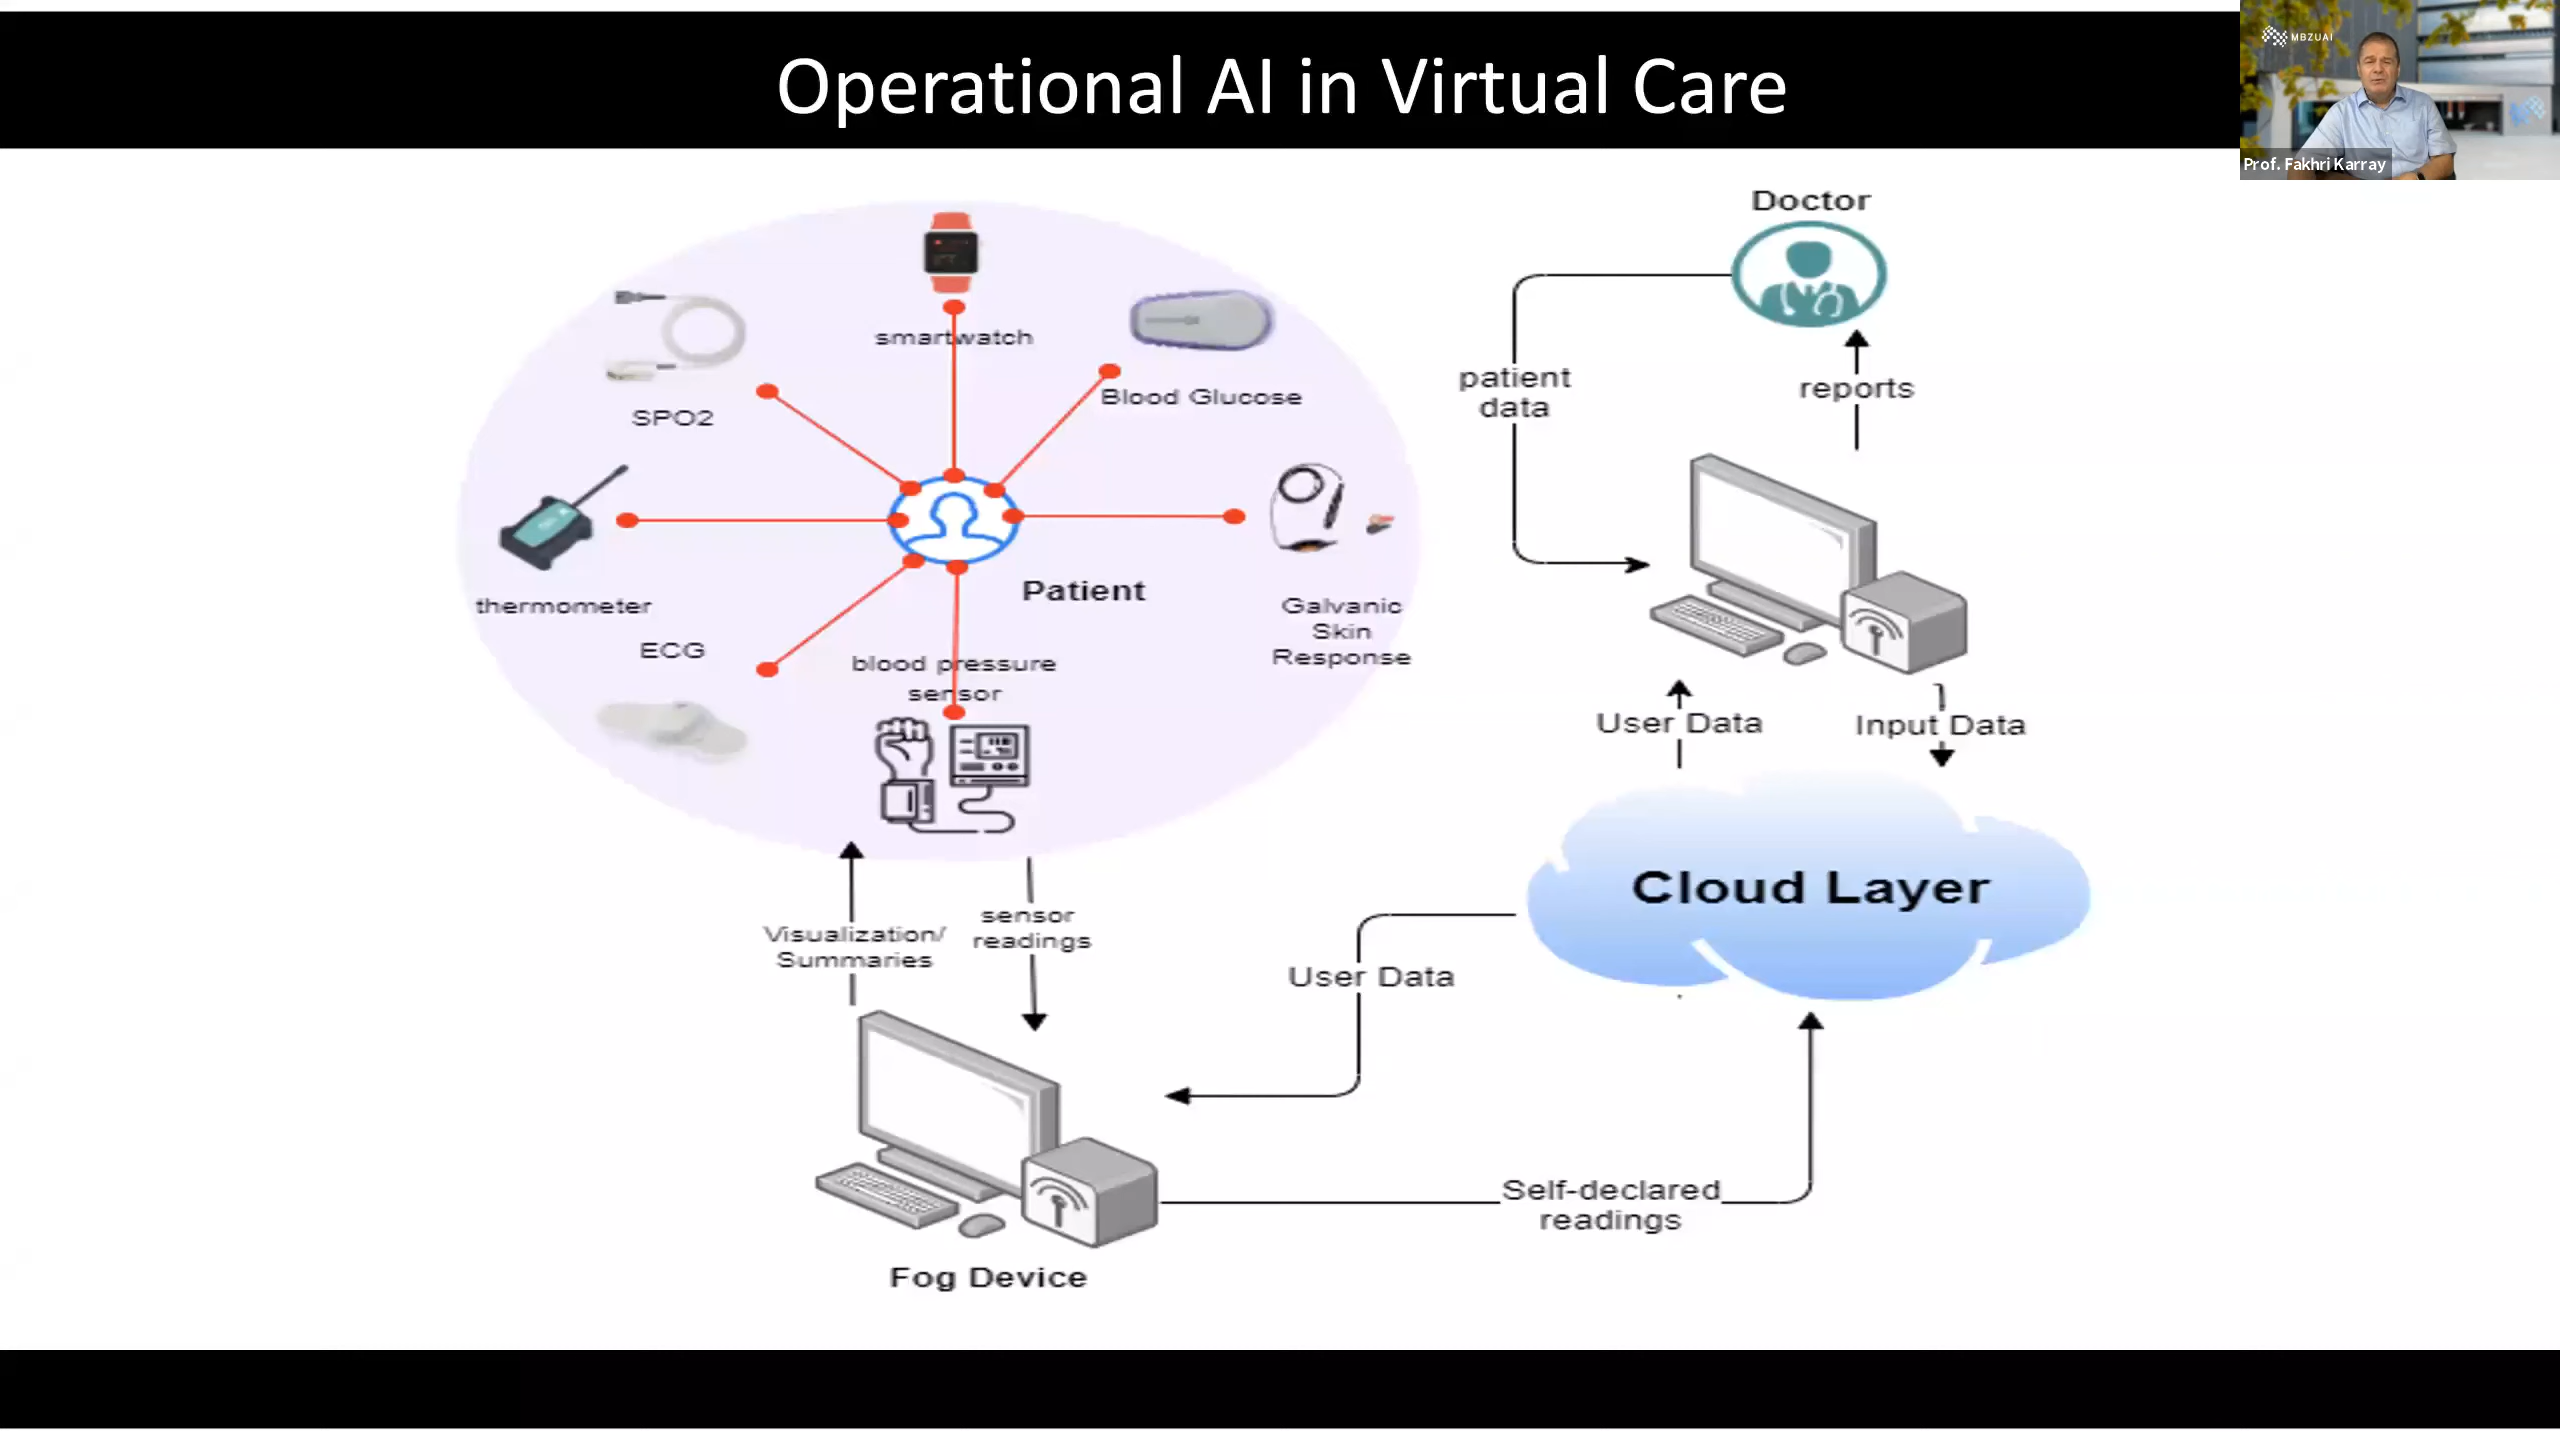 Operational AI in Virtual Care
MBZUAI
Prof. Fakhri Karray
smartwatch
Blood Glucose
SPO2
thermometer
Patient
Galvanic
Skin
Response
ECG
blood pressure
sensor
Visualization/
Summaries
sensor
readings
Fog Device
Doctor
patient
data
reports
User Data
Input Data
Cloud Layer
User Data
Self-declared
readings